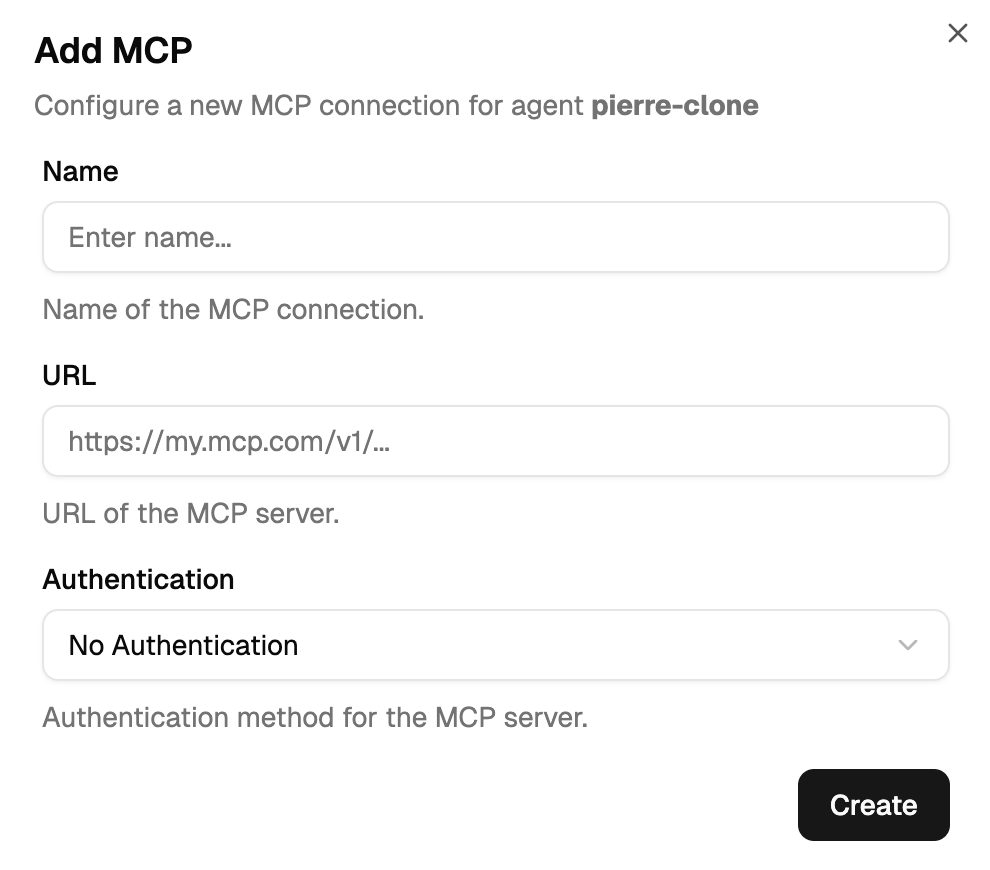 Add MCP
Configure a new MCP connection for agent pierre-clone
Name
Enter name...
Name of the MCP connection.
URL
https://my.mcp.com/v1/...
URL of the MCP server.
Authentication
No Authentication
Authentication method for the MCP server.
Create